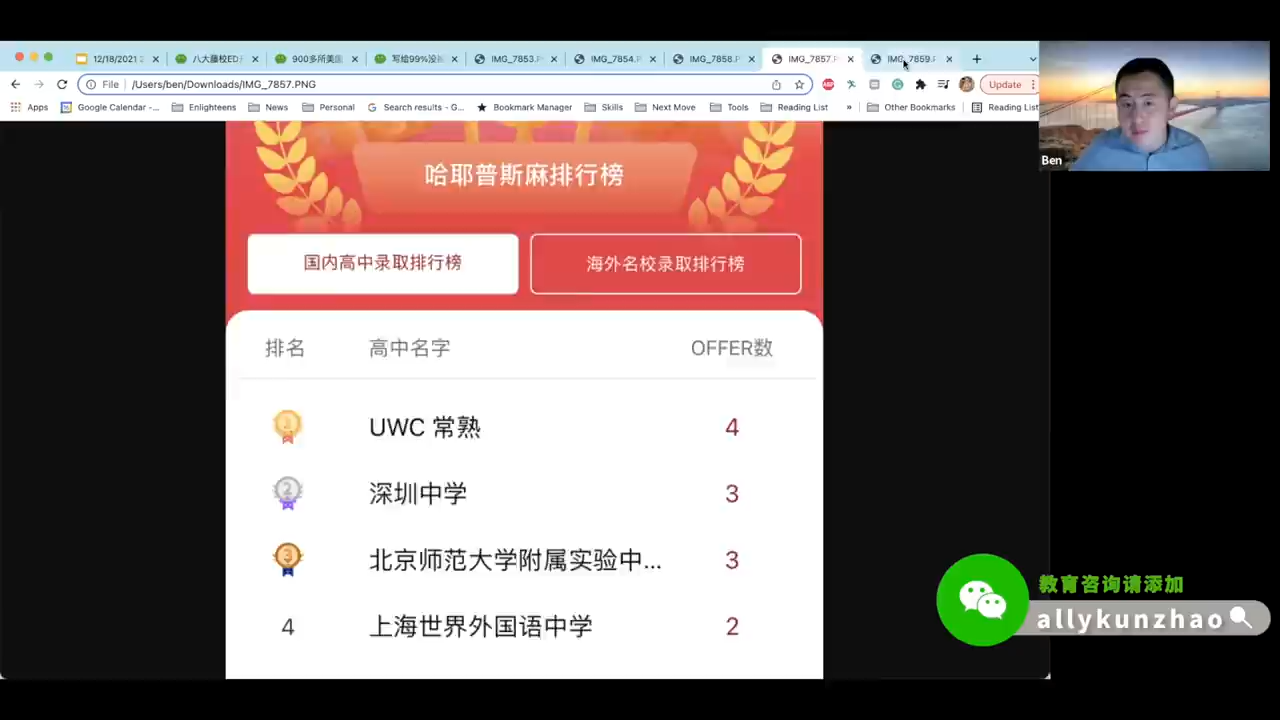 12/18/2021 2
八大藤校ED
900多所美国
写给99%没
IMG_7853.
IMG_7854.
IMG_7858.
IMG_7857.
IMG_7859.
File /Users/ben/Downloads/IMG_7857.PNG
Update
Apps Google Calendar -... Enlighteens News Personal Search results - G... Bookmark Manager Skills Next Move Tools Reading List » Other Bookmarks Reading List
Ben
哈耶普斯麻排行榜
国内高中录取排行榜 海外名校录取排行榜
排名 高中名字 OFFER数
1 UWC 常熟 4
2 深圳中学 3
3 北京师范大学附属实验中... 3
4 上海世界外国语中学 2
教育咨询请添加
allykunzhao